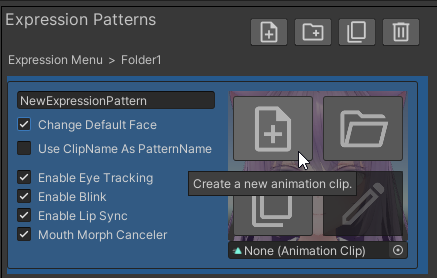 Expression Patterns
Expression Menu > Folder1
NewExpressionPattern
Change Default Face
Use ClipName As PatternName
Enable Eye Tracking
Enable Blink
Enable Lip Sync
Mouth Morph Canceler
Create a new animation clip.
None (Animation Clip)